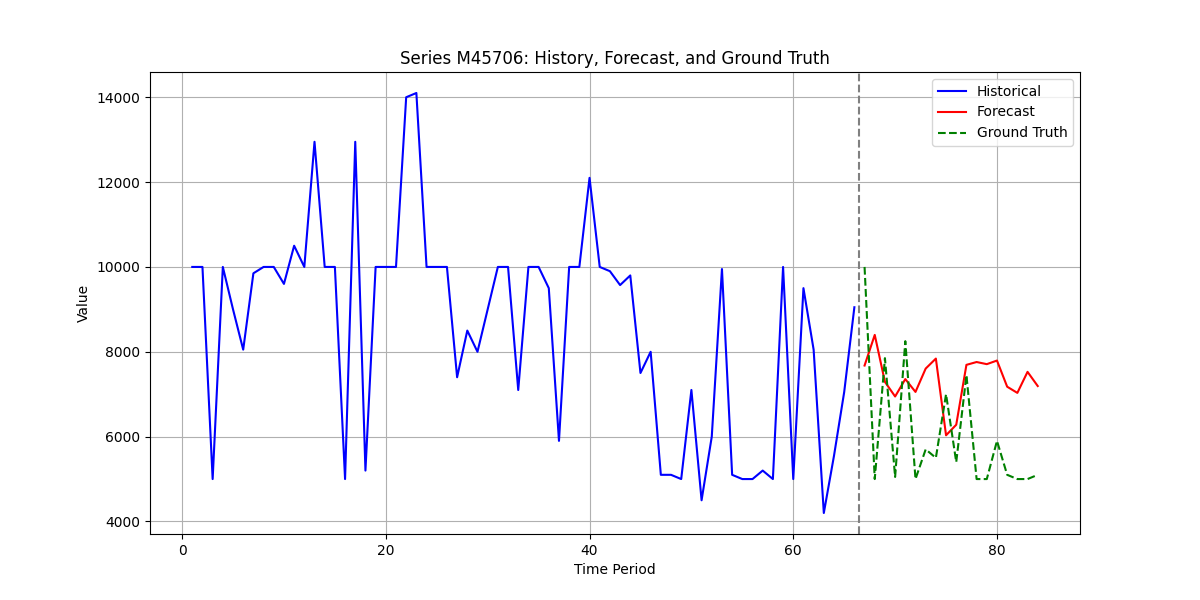 Series M45706: History, Forecast, and Ground Truth
Historical
Forecast
Ground Truth
14000
12000
10000
8000
6000
4000
Value
0
20
40
60
80
Time Period